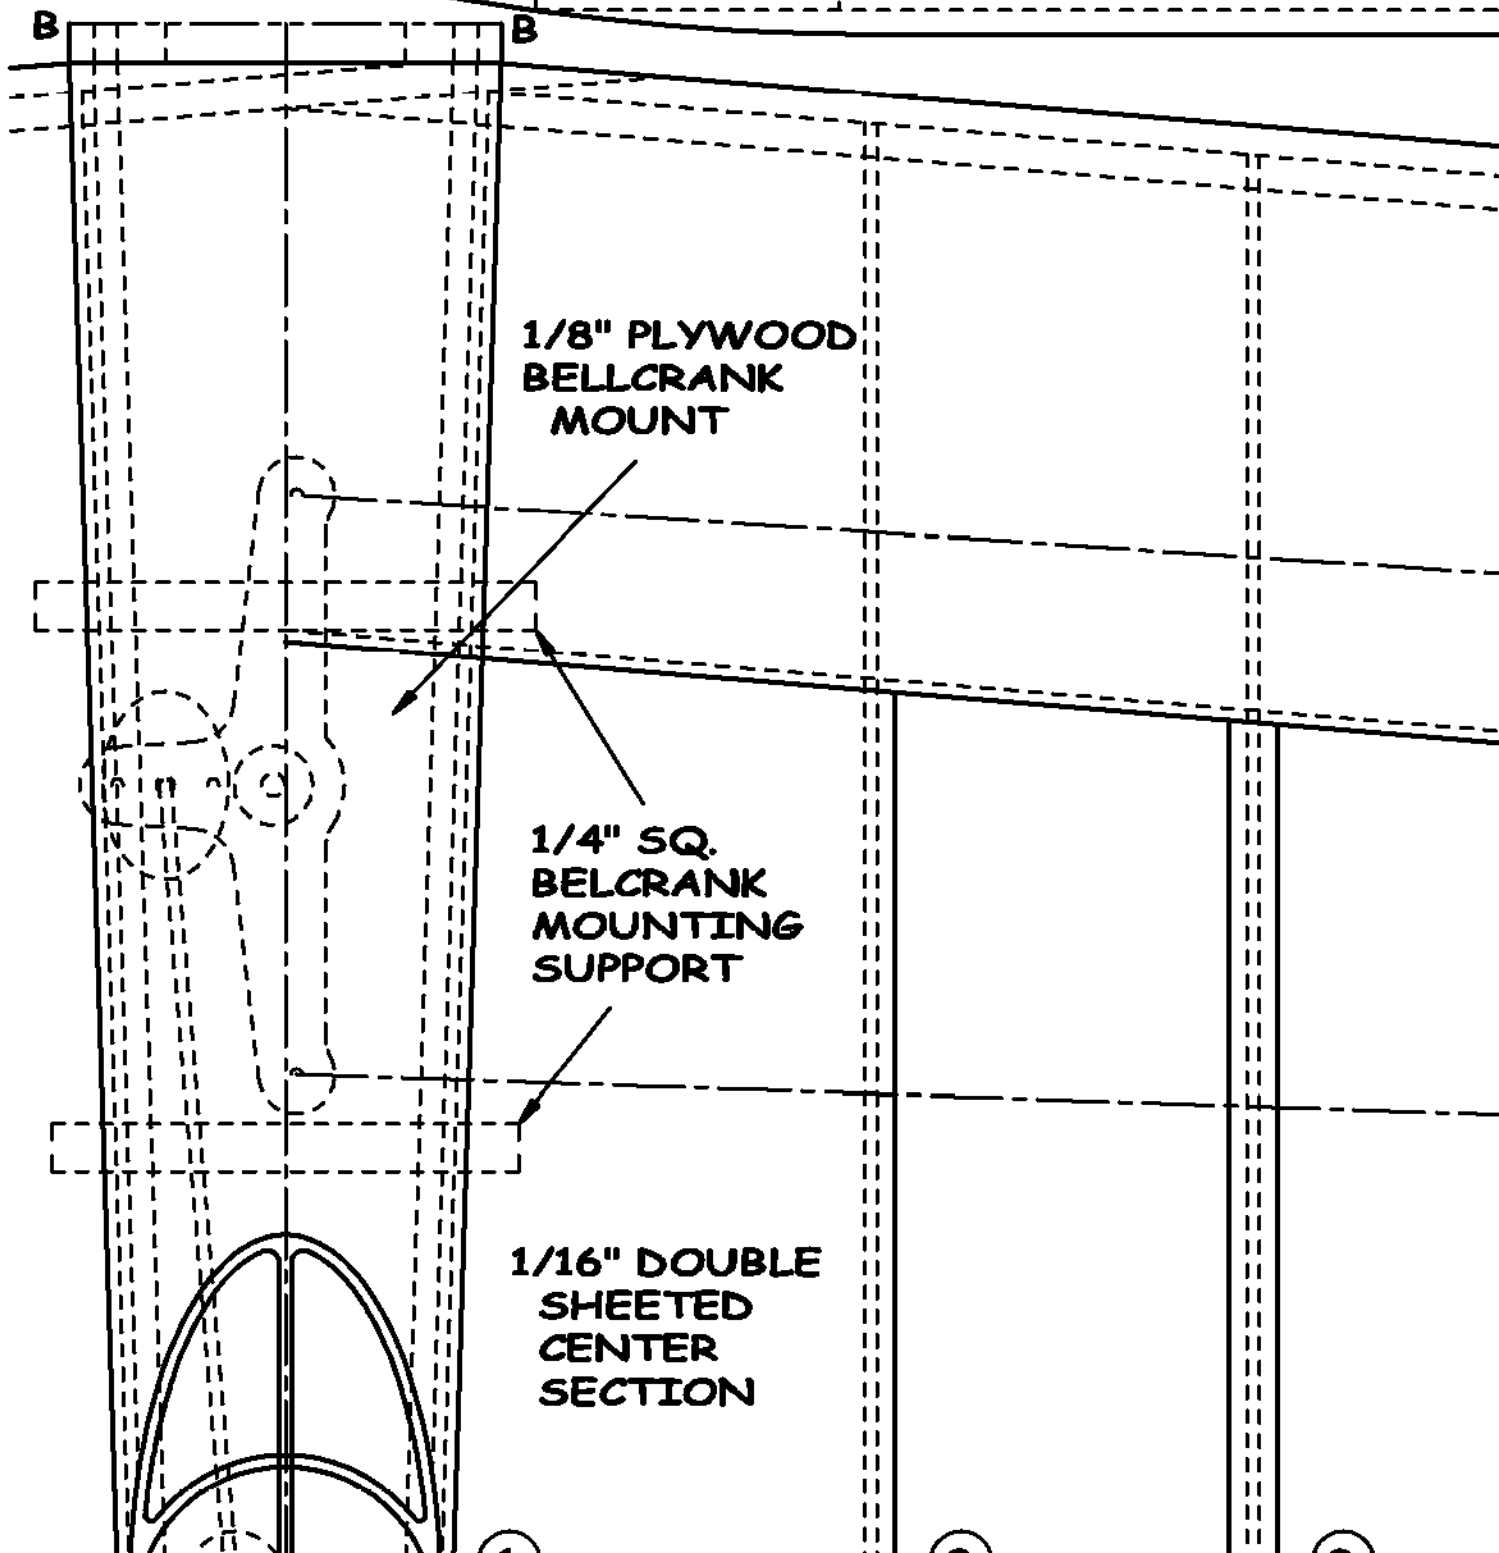 B B
1/8" PLYWOOD
BELLCRANK
MOUNT
1/4" SQ.
BELCRANK
MOUNTING
SUPPORT
1/16" DOUBLE
SHEETED
CENTER
SECTION